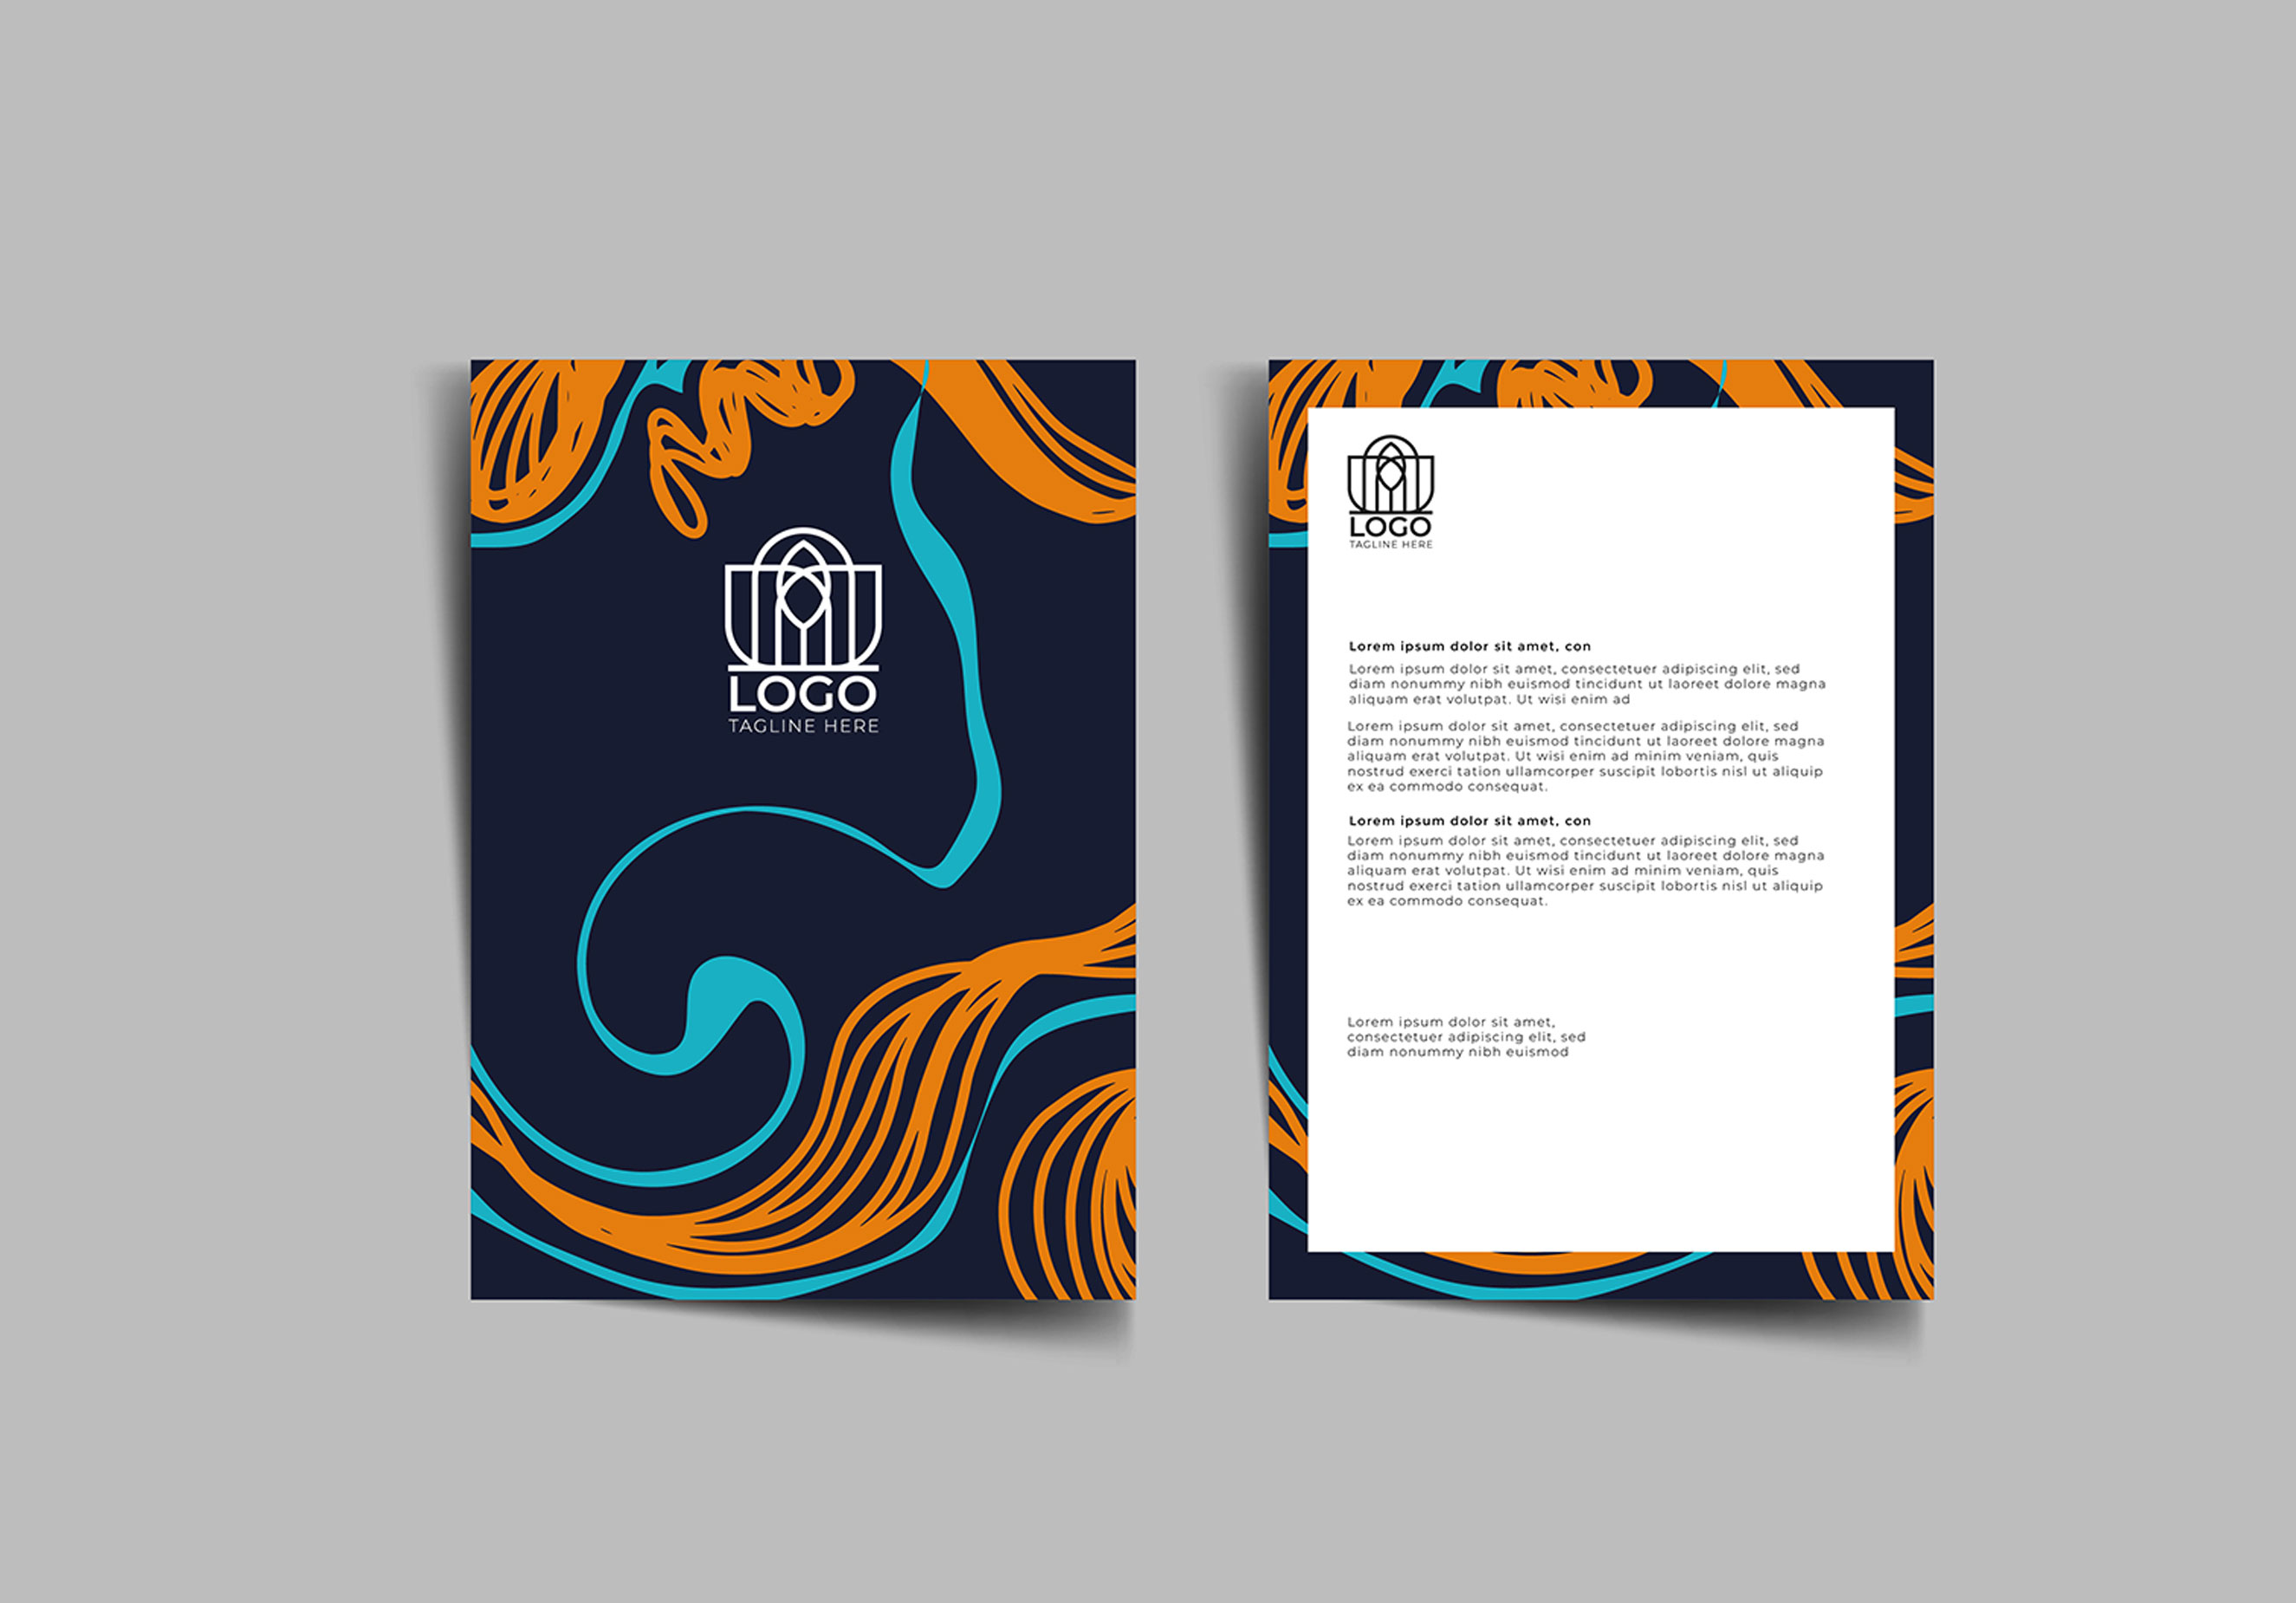 LOGO
TAGLINE HERE
LOGO
TAGLINE HERE
Lorem ipsum dolor sit amet, con
Lorem ipsum dolor sit amet, consectetuer adipiscing elit, sed
diam nonummy nibh euismod tincidunt ut laoreet dolore magna
aliquam erat volutpat. Ut wisi enim ad
Lorem ipsum dolor sit amet, consectetuer adipiscing elit, sed
diam nonummy nibh euismod tincidunt ut laoreet dolore magna
aliquam erat volutpat. Ut wisi enim ad minim veniam, quis
nostrud exerci tation ullamcorper suscipit lobortis nisl ut aliquip
ex ea commodo consequat.
Lorem ipsum dolor sit amet, con
Lorem ipsum dolor sit amet, consectetuer adipiscing elit, sed
diam nonummy nibh euismod tincidunt ut laoreet dolore magna
aliquam erat volutpat. Ut wisi enim ad minim veniam, quis
nostrud exerci tation ullamcorper suscipit lobortis nisl ut aliquip
ex ea commodo consequat.
Lorem ipsum dolor sit amet,
consectetuer adipiscing elit, sed
diam nonummy nibh euismod